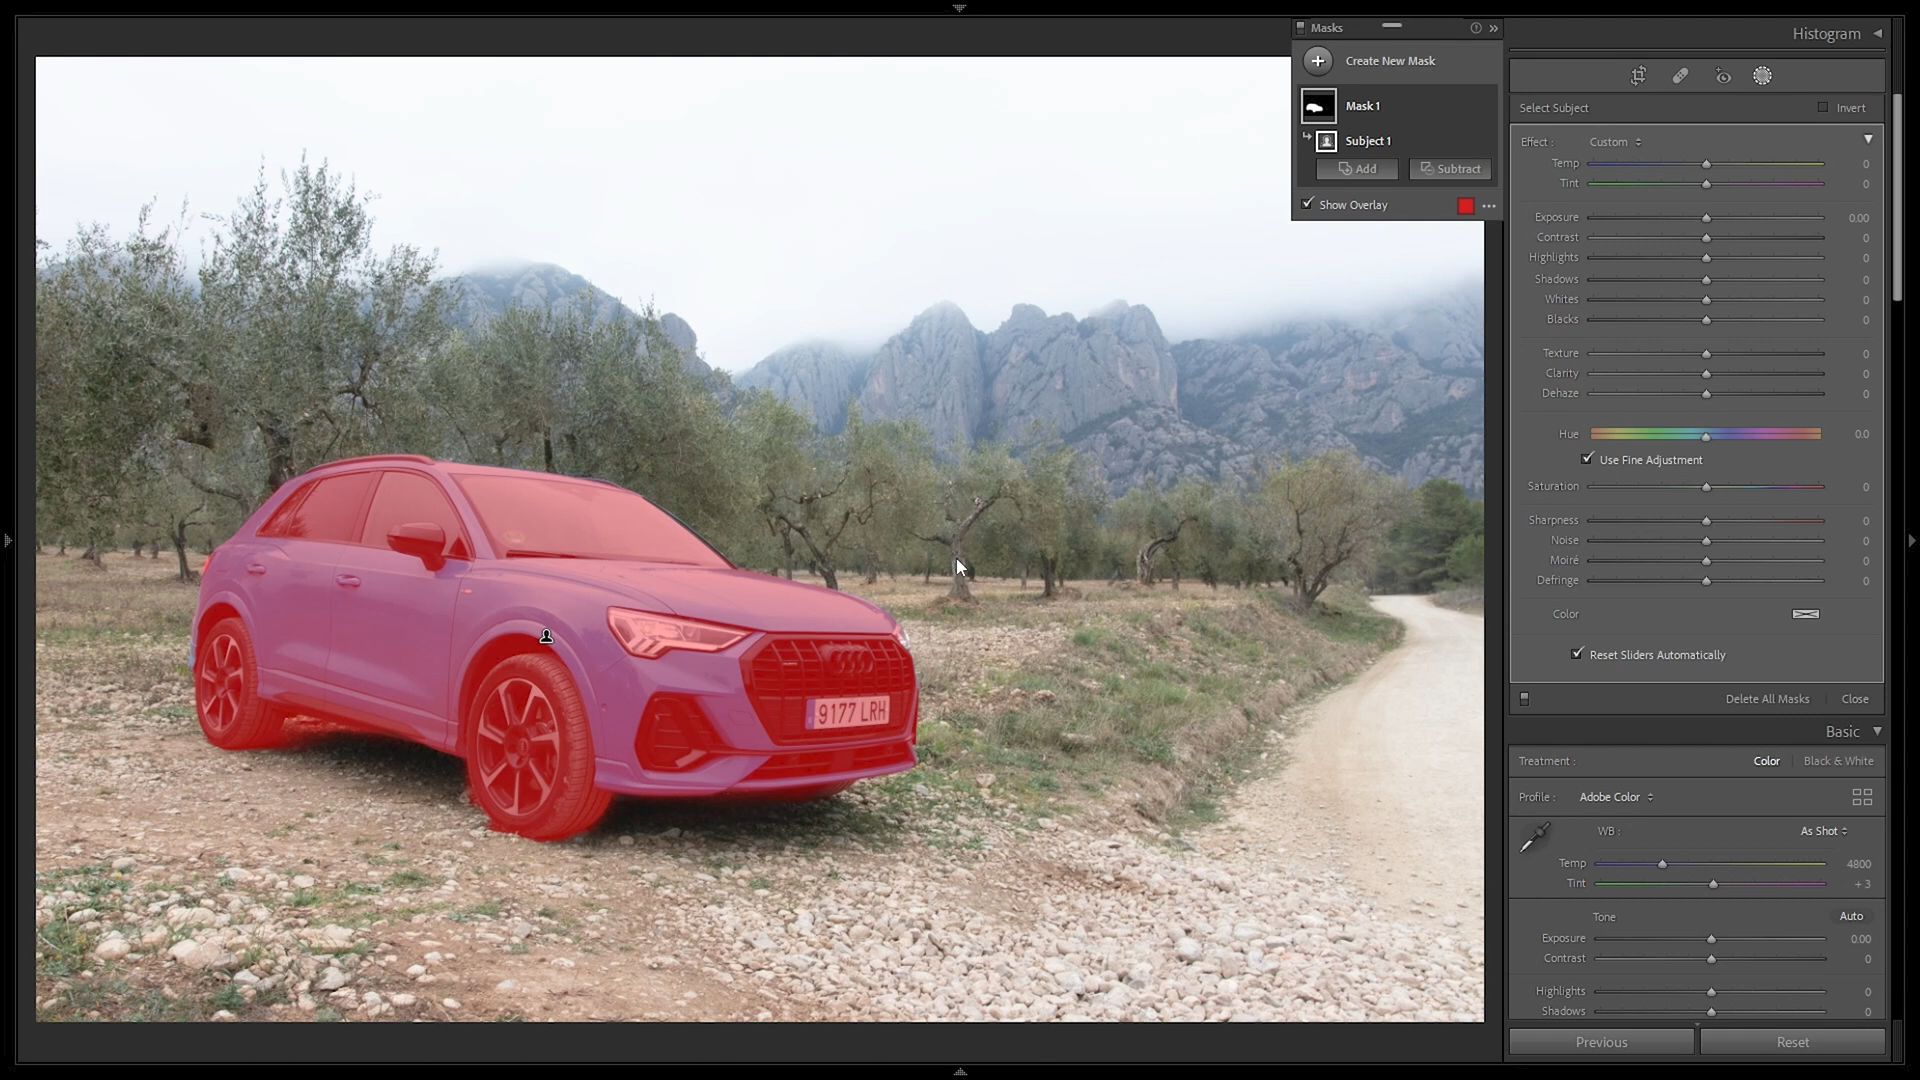 Masks
Create New Mask
Mask 1
Subject 1
Add
Subtract
Show Overlay
9177 LRH
Histogram
Select Subject
Invert
Effect :
Custom
Temp
0
Tint
0
Exposure
0.00
Contrast
0
Highlights
0
Shadows
0
Whites
0
Blacks
0
Texture
0
Clarity
0
Dehaze
0
Hue
0.0
Use Fine Adjustment
Saturation
0
Sharpness
0
Noise
0
Moiré
0
Defringe
0
Color
Reset Sliders Automatically
Delete All Masks
Close
Basic
Treatment :
Color
Black & White
Profile :
Adobe Color
WB :
As Shot
Temp
4800
Tint
+ 3
Tone
Auto
Exposure
0.00
Contrast
0
Highlights
0
Shadows
0
Previous
Reset